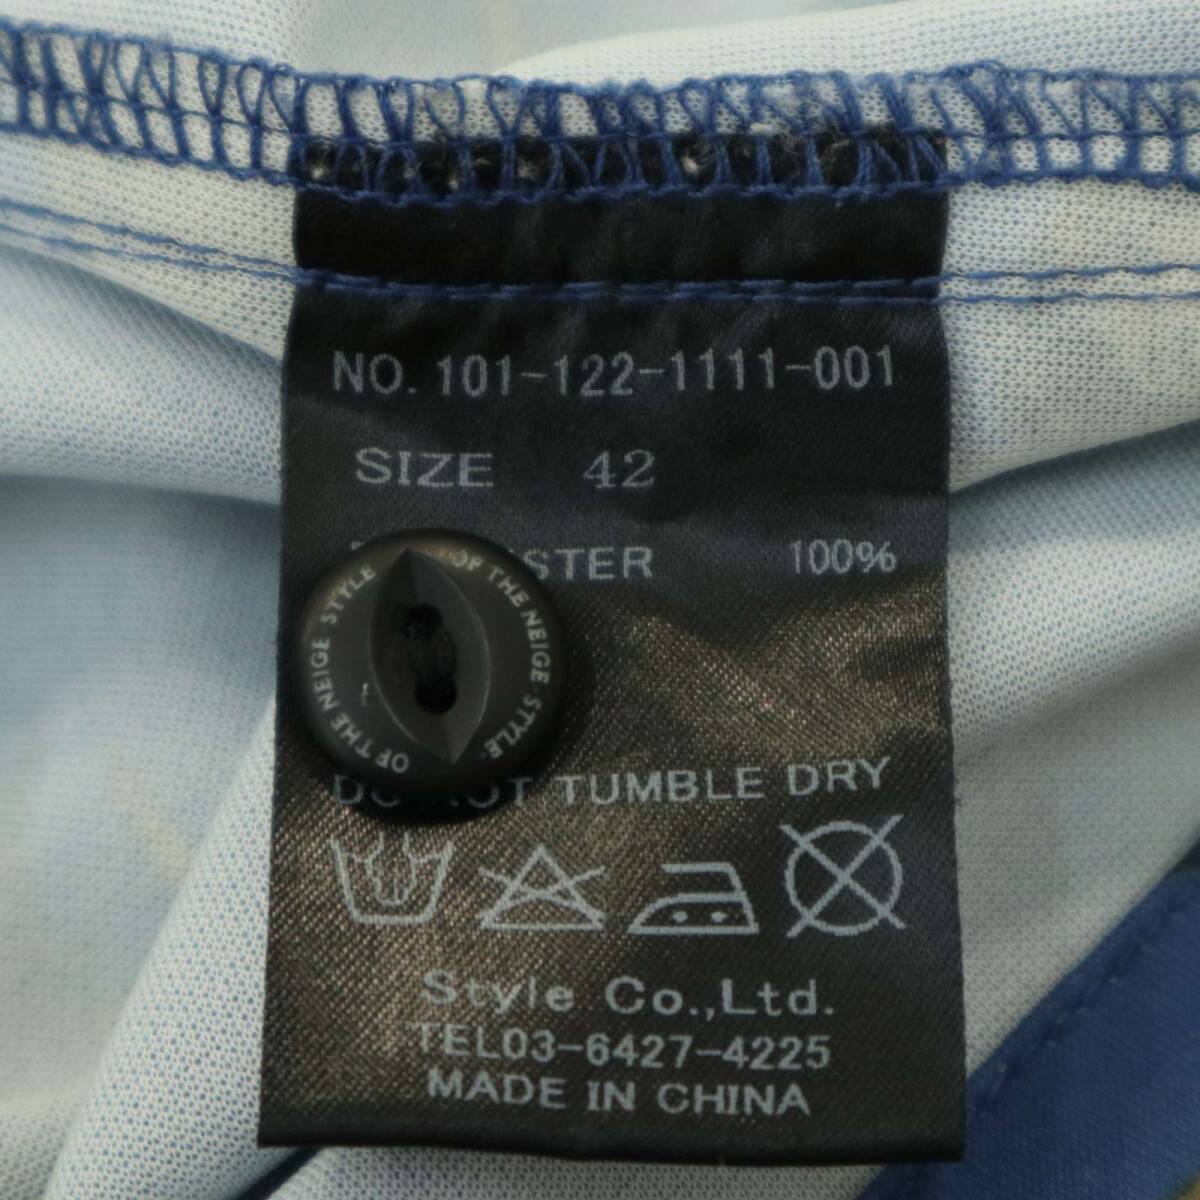 NO. 101-122-1111-001
SIZE 42
100%
OF THE NEIGE STYLE
OF THE NEIGE STYLE
TUMBLE DRY
Style Co.,Ltd.
TEL03-6427-4225
MADE IN CHINA